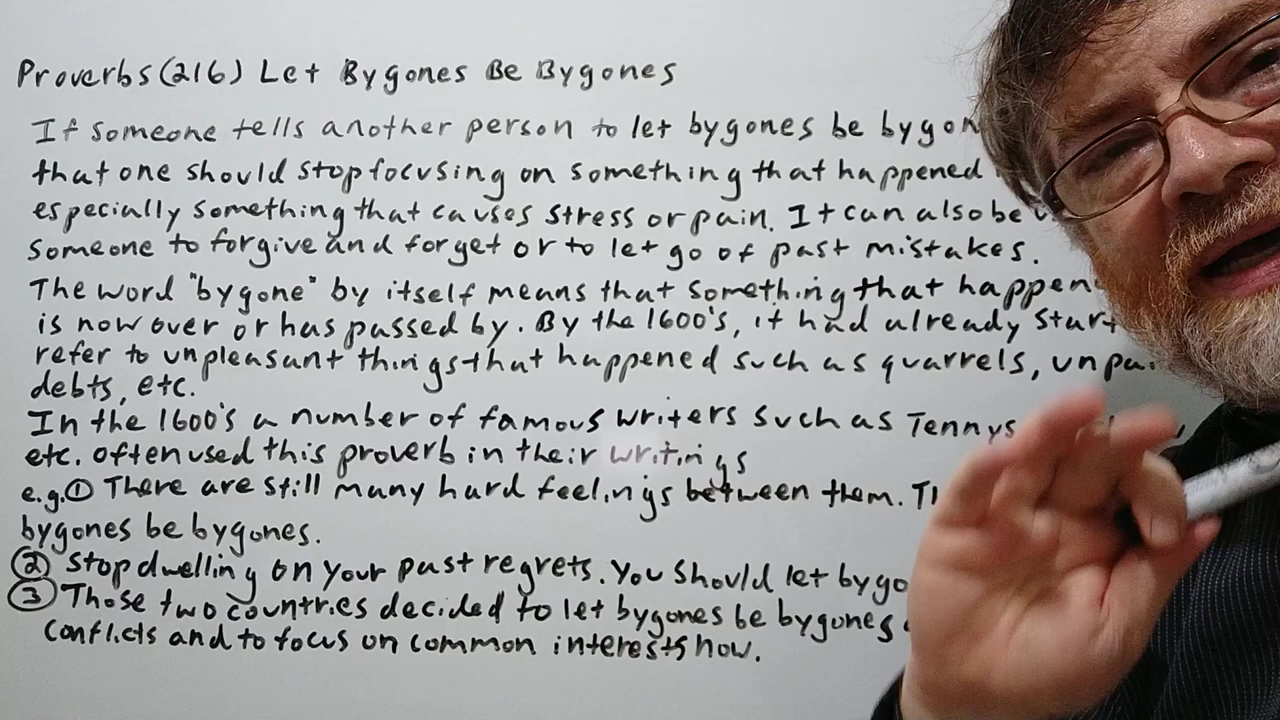 Proverbs (216) Let Bygones Be Bygones
If someone tells another person to let bygones be bygon
that one should stop focusing on something that happened
especially something that causes stress or pain. It can also be
someone to forgive and forget or to let go of past mistakes.
The word "bygone" by itself means that something that happen
is now over or has passed by. By the 1600's, it had already start
refer to unpleasant things that happened such as quarrels, unpai
debts, etc.
In the 1600's a number of famous writers such as Tennys
etc. often used this proverb in their writings
e.g. ① There are still many hard feelings between them.
bygones be bygones.
② Stop dwelling on your past regrets. You should let bygo
③ Those two countries decided to let bygones be bygones
conflicts and to focus on common interests now.